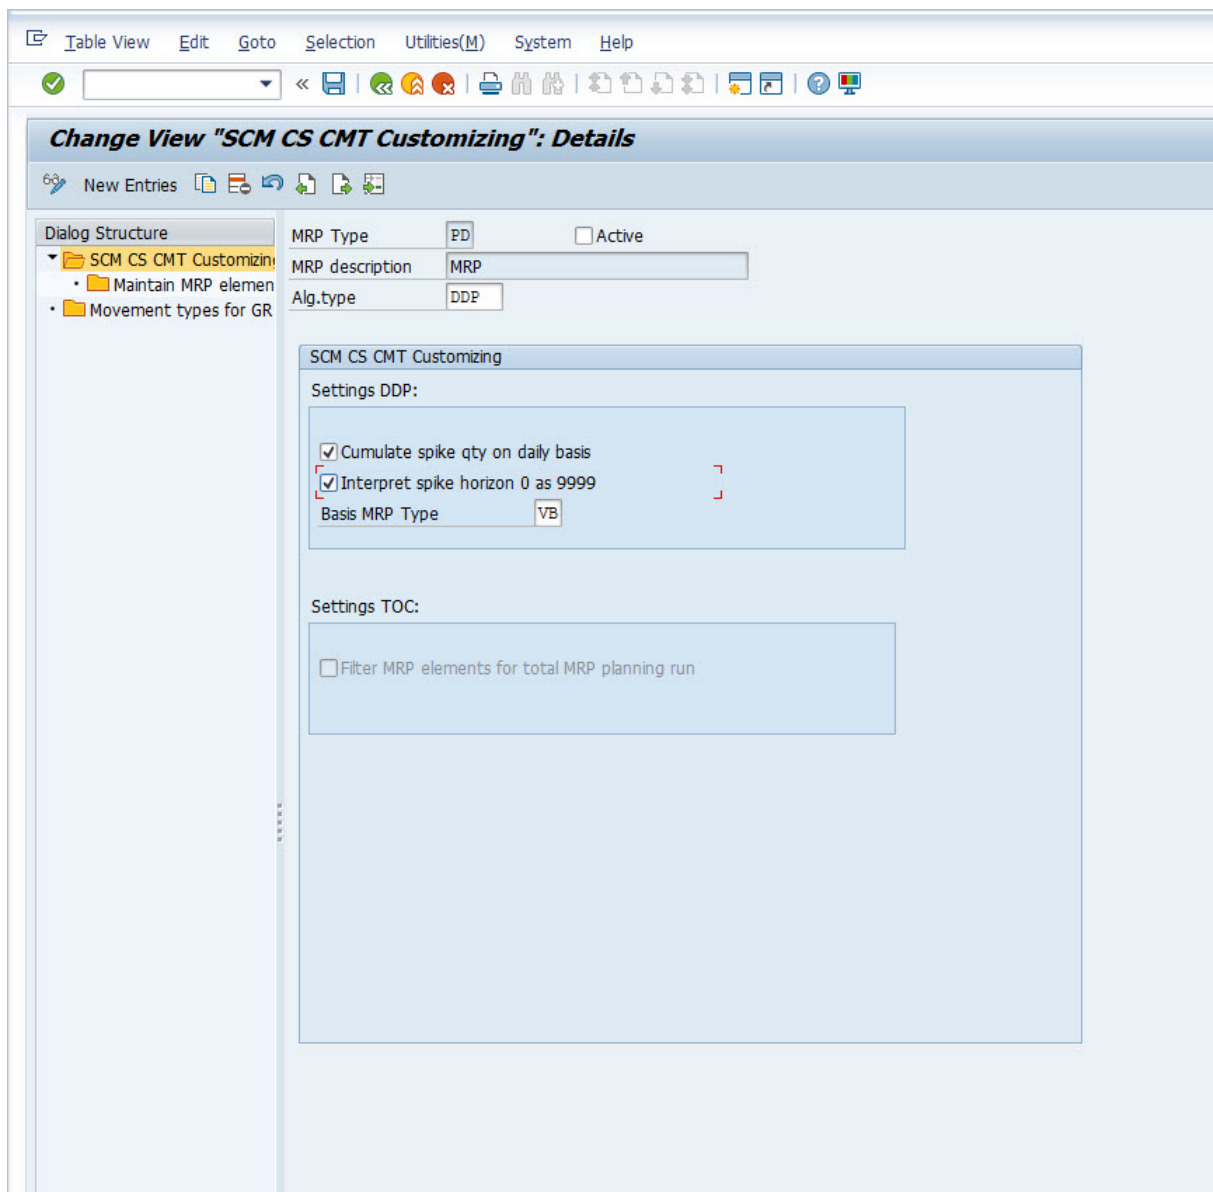 Table View Edit Goto Selection Utilities(M) System Help
Change View "SCM CS CMT Customizing": Details
New Entries
Dialog Structure
SCM CS CMT Customizin
Maintain MRP elemen
Movement types for GR
MRP Type PD Active
MRP description MRP
Alg.type DDP
SCM CS CMT Customizing
Settings DDP:
Cumulate spike qty on daily basis
Interpret spike horizon 0 as 9999
Basis MRP Type VB
Settings TOC:
Filter MRP elements for total MRP planning run